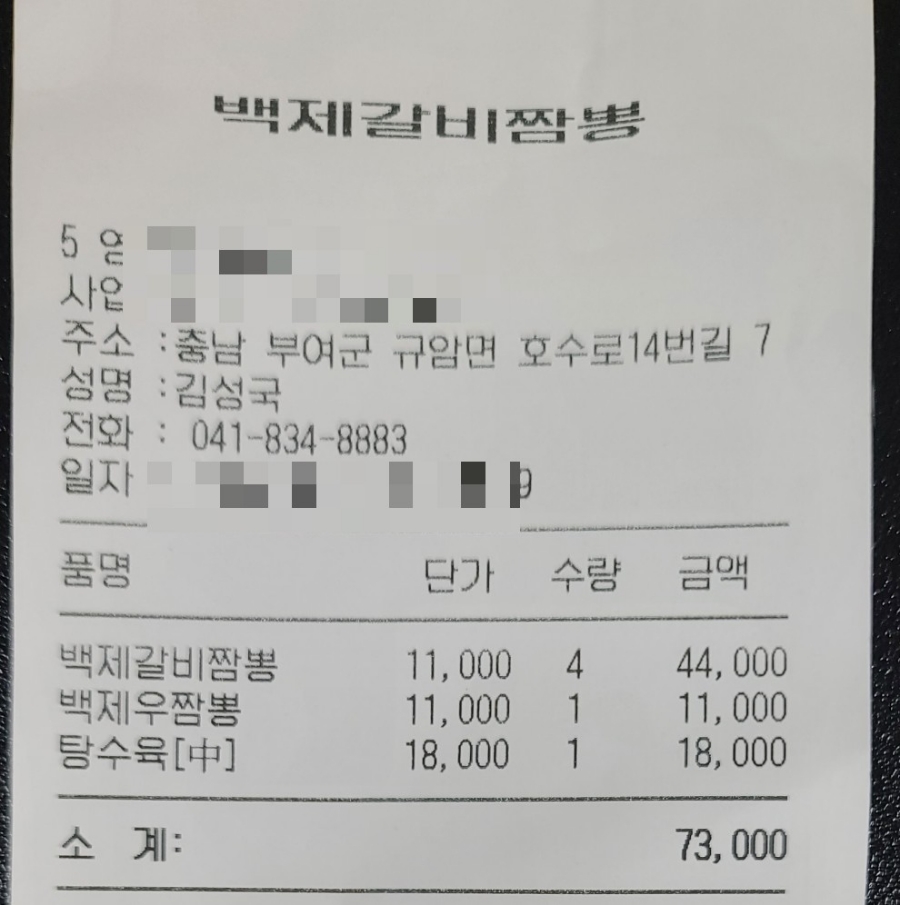 백제갈비짬뽕
5
사업
주소 :충남 부여군 규암면 호수로14번길 7
성명 :김성국
전화 : 041-834-8883
일자 9
품명 단가 수량 금액
백제갈비짬뽕 11,000 4 44,000
백제우짬뽕 11,000 1 11,000
탕수육[中] 18,000 1 18,000
소 계: 73,000